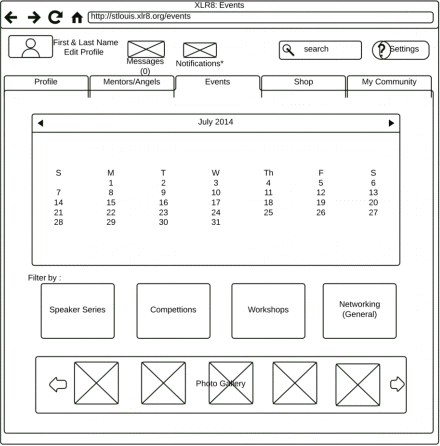 XLR8: Events
http://stlouis.xlr8.org/events
First & Last Name
Edit Profile
Messages
(0)
Notifications*
search
? Settings
Profile Mentors/Angels Events Shop My Community
July 2014
S M T W Th F S
1 2 3 4 5 6
7 8 9 10 11 12 13
14 15 16 17 18 19 20
21 22 23 24 25 26 27
28 29 30 31
Filter by :
Speaker Series Compettions Workshops Networking
(General)
Photo Gallery